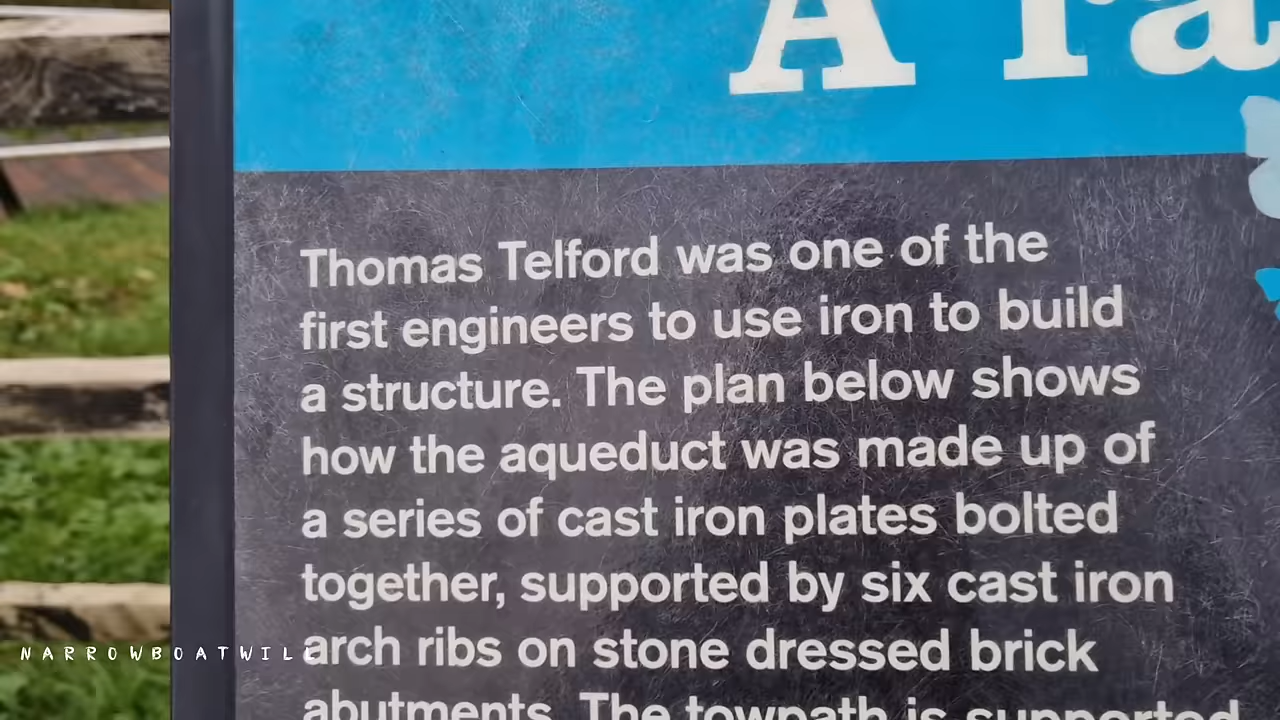 A ra
Thomas Telford was one of the
first engineers to use iron to build
a structure. The plan below shows
how the aqueduct was made up of
a series of cast iron plates bolted
together, supported by six cast iron
arch ribs on stone dressed brick
abutments. The towpath is supported
NARROWBOATWILL